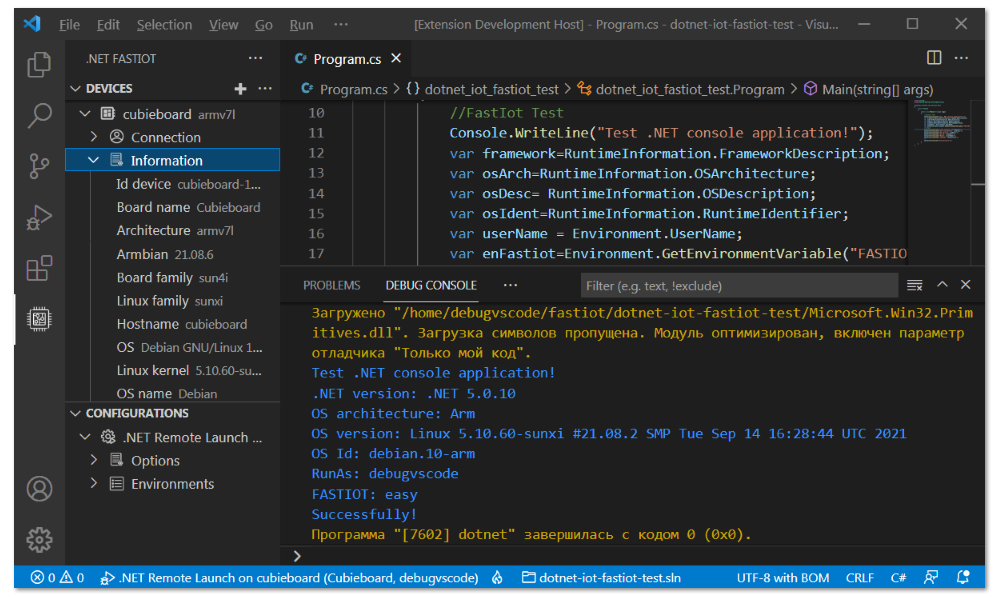 File Edit Selection View Go Run ··· [Extension Development Host] - Program.cs - dotnet-iot-fastiot-test - Visu...
.NET FASTIOT ···
DEVICES
cubieboard armv7l
Connection
Information
Id device cubieboard-1...
Board name Cubieboard
Architecture armv7l
Armbian 21.08.6
Board family sun4i
Linux family sunxi
Hostname cubieboard
OS Debian GNU/Linux 1...
Linux kernel 5.10.60-su...
OS name Debian
CONFIGURATIONS
.NET Remote Launch ...
Options
Environments
Program.cs
Program.cs > {} dotnet_iot_fastiot_test > dotnet_iot_fastiot_test.Program > Main(string[] args)
10 //FastIot Test
11 Console.WriteLine("Test .NET console application!");
12 var framework=RuntimeInformation.FrameworkDescription;
13 var osArch=RuntimeInformation.OSArchitecture;
14 var osDesc= RuntimeInformation.OSDescription;
15 var osIdent=RuntimeInformation.RuntimeIdentifier;
16 var userName = Environment.UserName;
17 var enFastiot=Environment.GetEnvironmentVariable("FASTIO
PROBLEMS DEBUG CONSOLE ··· Filter (e.g. text, !exclude)
Загружено "/home/debugvscode/fastiot/dotnet-iot-fastiot-test/Microsoft.Win32.Prim
itives.dll". Загрузка символов пропущена. Модуль оптимизирован, включен параметр
отладчика "Только мой код".
Test .NET console application!
.NET version: .NET 5.0.10
OS architecture: Arm
OS version: Linux 5.10.60-sunxi #21.08.2 SMP Tue Sep 14 16:28:44 UTC 2021
OS Id: debian.10-arm
RunAs: debugvscode
FASTIOT: easy
Successfully!
Программа "[7602] dotnet" завершилась с кодом 0 (0x0).
>
0 0 .NET Remote Launch on cubieboard (Cubieboard, debugvscode) dotnet-iot-fastiot-test.sln UTF-8 with BOM CRLF C#